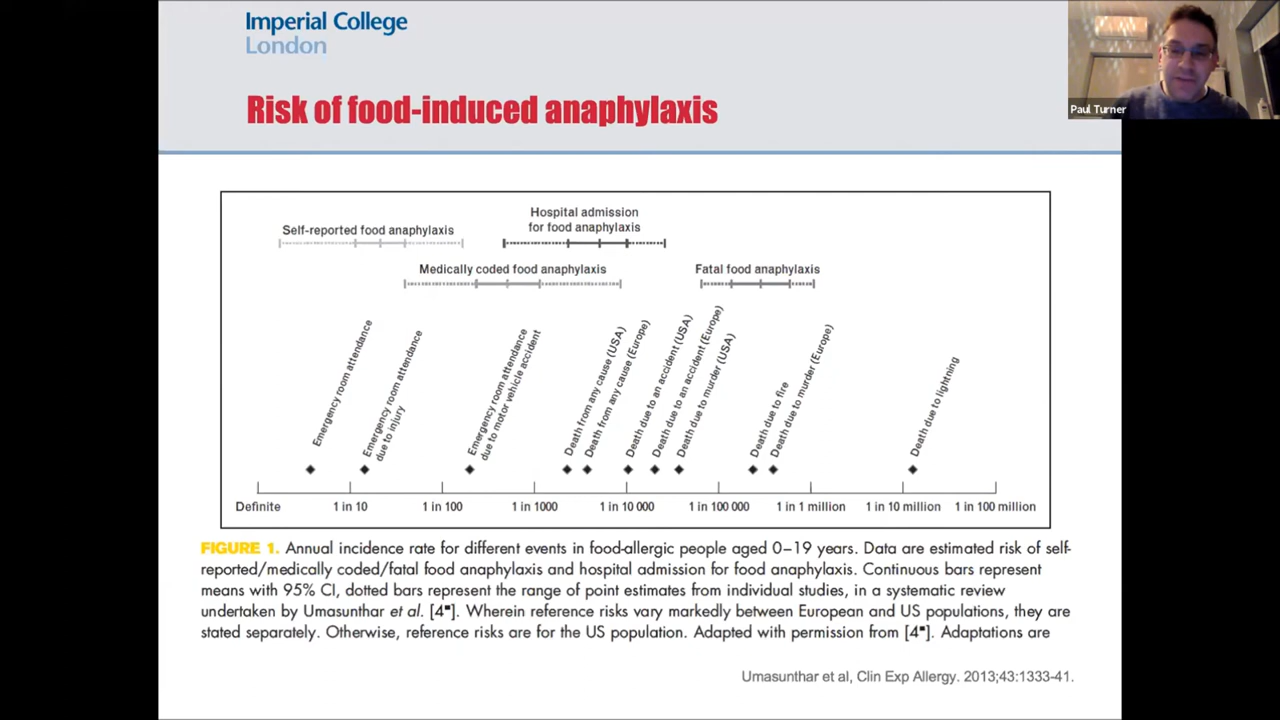 Imperial College
London
Paul Turner
Risk of food-induced anaphylaxis
Hospital admission
for food anaphylaxis
Self-reported food anaphylaxis
Medically coded food anaphylaxis
Fatal food anaphylaxis
Emergency room attendance
Emergency room attendance
due to injury
Emergency room attendance
due to motor vehicle accident
Death from any cause (USA)
Death from any cause (Europe)
Death due to an accident (USA)
Death due to an accident (Europe)
Death due to murder (USA)
Death due to fire
Death due to murder (Europe)
Death due to lightning
Definite 1 in 10 1 in 100 1 in 1000 1 in 10 000 1 in 100 000 1 in 1 million 1 in 10 million 1 in 100 million
FIGURE 1. Annual incidence rate for different events in food-allergic people aged 0–19 years. Data are estimated risk of self-
reported/medically coded/fatal food anaphylaxis and hospital admission for food anaphylaxis. Continuous bars represent
means with 95% CI, dotted bars represent the range of point estimates from individual studies, in a systematic review
undertaken by Umasunthar et al. [4▪]. Wherein reference risks vary markedly between European and US populations, they are
stated separately. Otherwise, reference risks are for the US population. Adapted with permission from [4▪]. Adaptations are
Umasunthar et al, Clin Exp Allergy. 2013;43:1333-41.